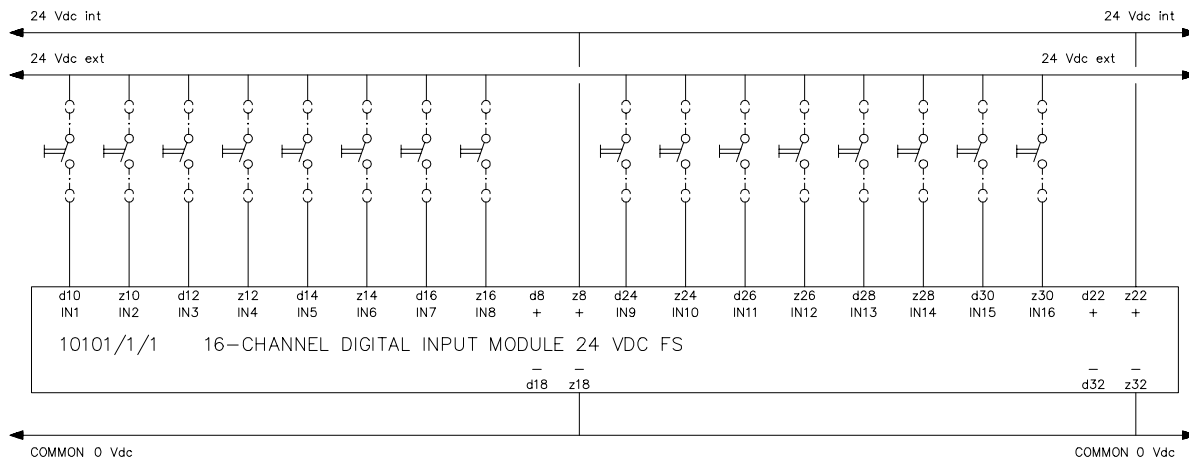 24 Vdc int 24 Vdc int
24 Vdc ext 24 Vdc ext
d10 z10 d12 z12 d14 z14 d16 z16 d8 z8 d24 z24 d26 z26 d28 z28 d30 z30 d22 z22
IN1 IN2 IN3 IN4 IN5 IN6 IN7 IN8 + + IN9 IN10 IN11 IN12 IN13 IN14 IN15 IN16 + +
10101/1/1 16-CHANNEL DIGITAL INPUT MODULE 24 VDC FS
− − − −
d18 z18 d32 z32
COMMON 0 Vdc COMMON 0 Vdc